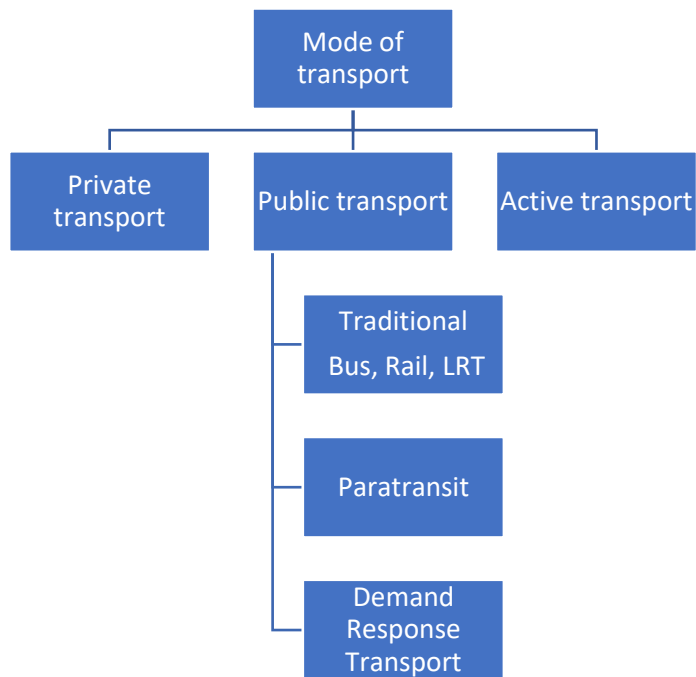 Mode of
transport
Private
transport
Public transport
Active transport
Traditional
Bus, Rail, LRT
Paratransit
Demand
Response
Transport